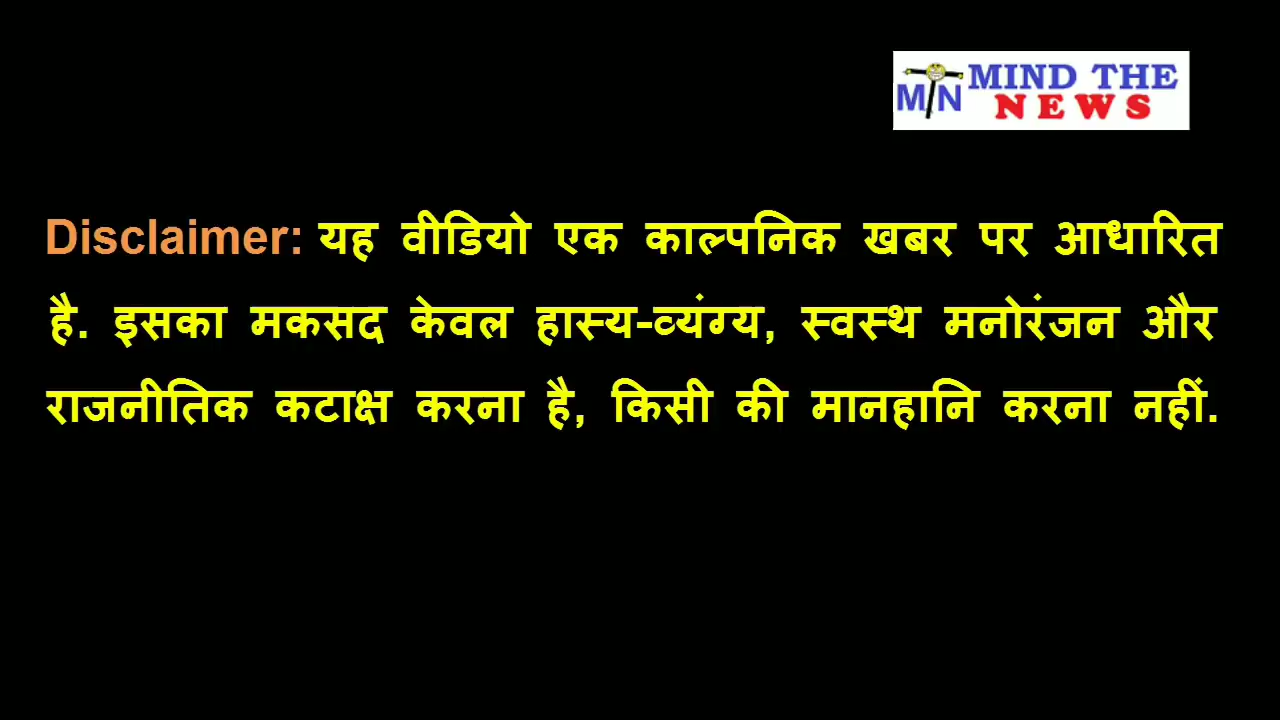 MTN MIND THE
NEWS
Disclaimer: यह वीडियो एक काल्पनिक खबर पर आधारित
है. इसका मकसद केवल हास्य-व्यंग्य, स्वस्थ मनोरंजन और
राजनीतिक कटाक्ष करना है, किसी की मानहानि करना नहीं.